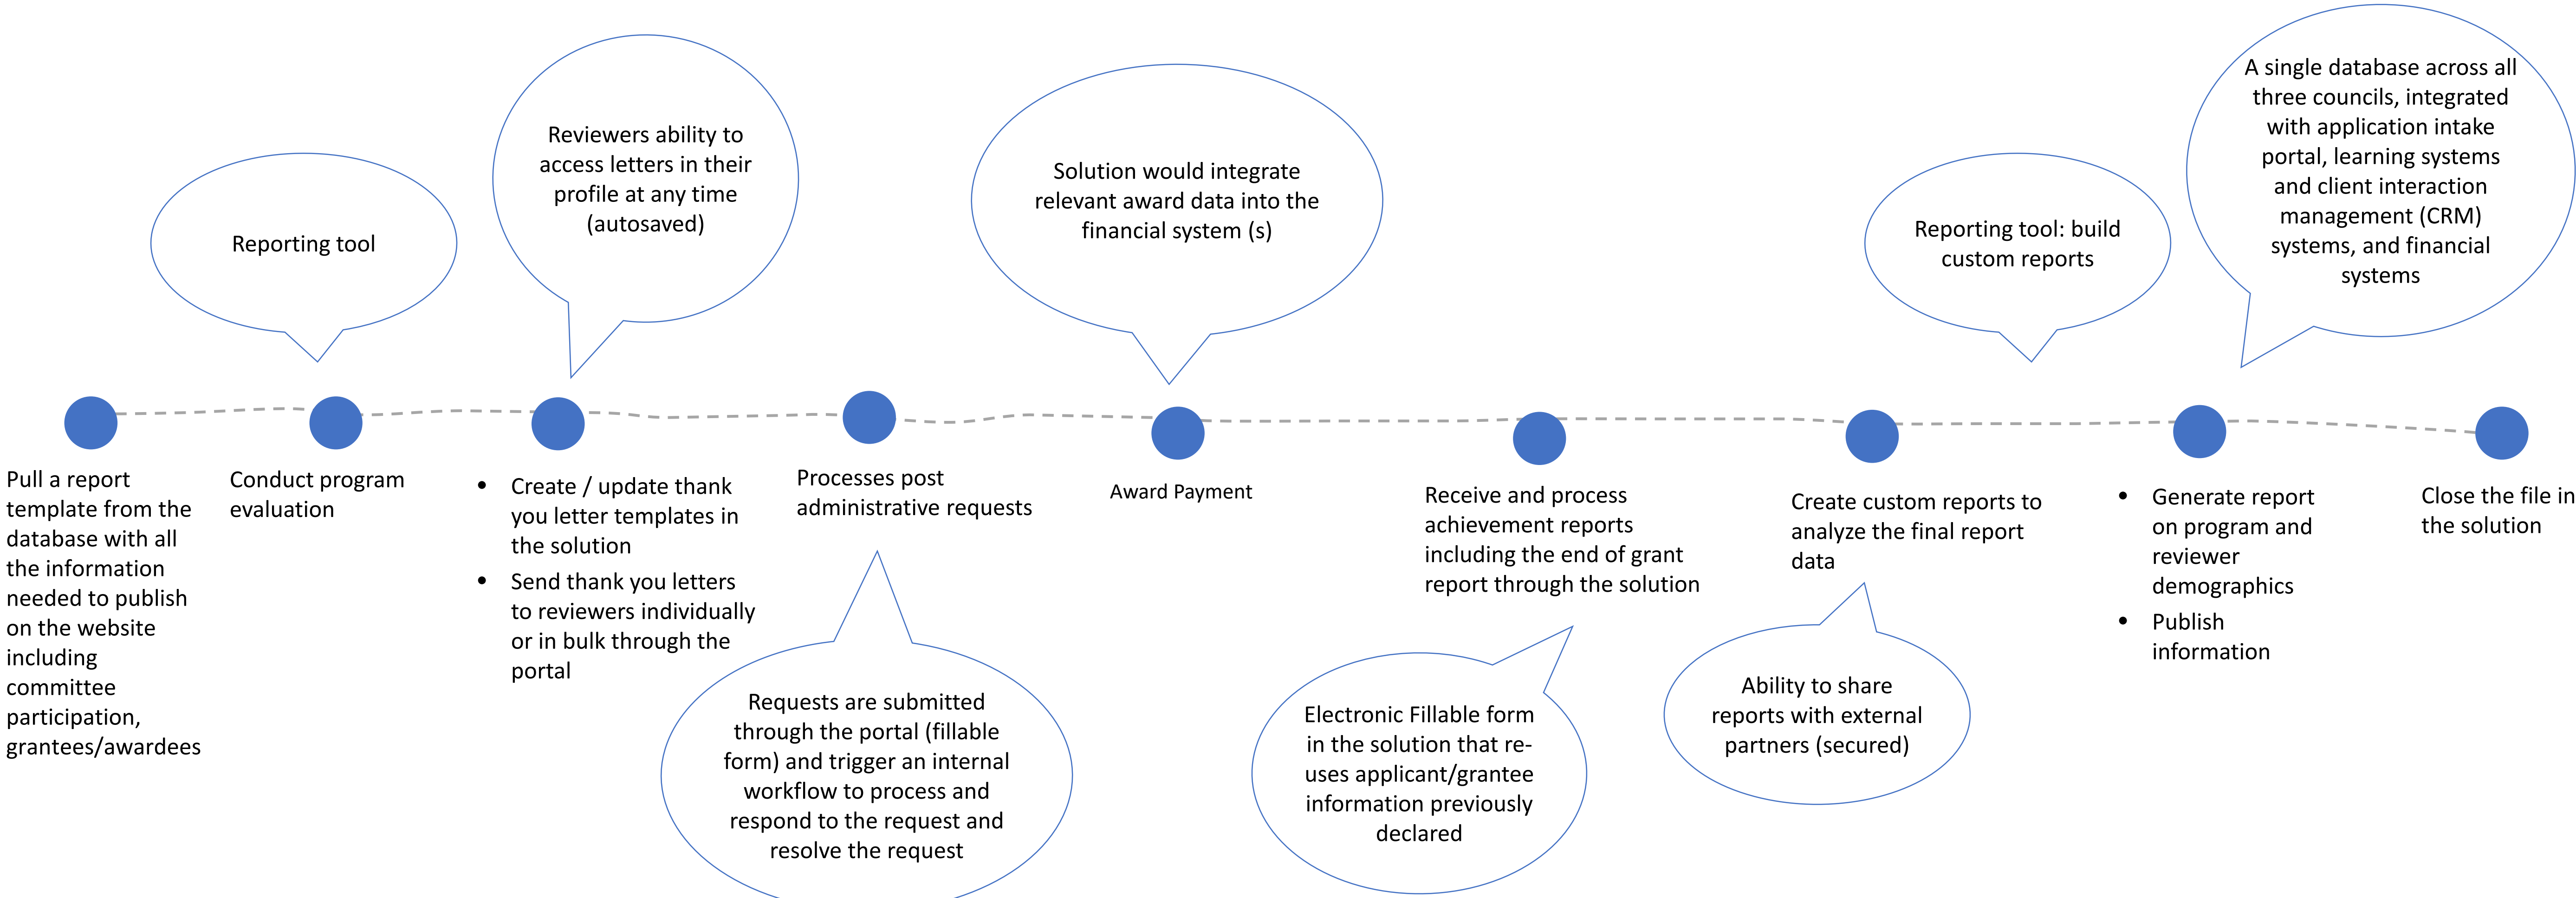 Reporting tool
Reviewers ability to
access letters in their
profile at any time
(autosaved)
Solution would integrate
relevant award data into the
financial system (s)
Reporting tool: build
custom reports
A single database across all
three councils, integrated
with application intake
portal, learning systems
and client interaction
management (CRM)
systems, and financial
systems
Pull a report
template from the
database with all
the information
needed to publish
on the website
including
committee
participation,
grantees/awardees
Conduct program
evaluation
• Create / update thank
you letter templates in
the solution
• Send thank you letters
to reviewers individually
or in bulk through the
portal
Processes post
administrative requests
Award Payment
Receive and process
achievement reports
including the end of grant
report through the solution
Create custom reports to
analyze the final report
data
• Generate report
on program and
reviewer
demographics
• Publish
information
Close the file in
the solution
Requests are submitted
through the portal (fillable
form) and trigger an internal
workflow to process and
respond to the request and
resolve the request
Electronic Fillable form
in the solution that re-
uses applicant/grantee
information previously
declared
Ability to share
reports with external
partners (secured)